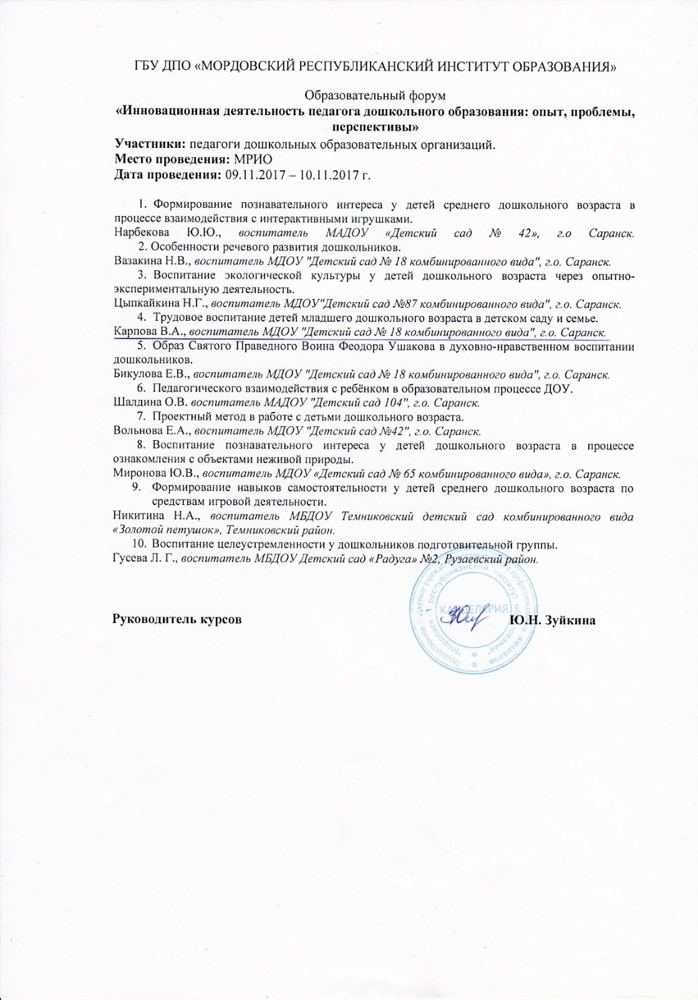 ГБУ ДПО «МОРДОВСКИЙ РЕСПУБЛИКАНСКИЙ ИНСТИТУТ ОБРАЗОВАНИЯ»
Образовательный форум
«Инновационная деятельность педагога дошкольного образования: опыт, проблемы,
перспективы»
Участники: педагоги дошкольных образовательных организаций.
Место проведения: МРИО
Дата проведения: 09.11.2017 – 10.11.2017 г.
1. Формирование познавательного интереса у детей среднего дошкольного возраста в
процессе взаимодействия с интерактивными игрушками.
Нарбекова Ю.Ю., воспитатель МАДОУ «Детский сад № 42», г.о Саранск.
2. Особенности речевого развития дошкольников.
Вазакина Н.В., воспитатель МДОУ "Детский сад № 18 комбинированного вида", г.о. Саранск.
3. Воспитание экологической культуры у детей дошкольного возраста через опытно-
экспериментальную деятельность.
Цыпкайкина Н.Г., воспитатель МДОУ"Детский сад №87 комбинированного вида", г.о. Саранск.
4. Трудовое воспитание детей младшего дошкольного возраста в детском саду и семье.
Карпова В.А., воспитатель МДОУ "Детский сад № 18 комбинированного вида", г.о. Саранск.
5. Образ Святого Праведного Воина Феодора Ушакова в духовно-нравственном воспитании
дошкольников.
Бикулова Е.В., воспитатель МДОУ "Детский сад № 18 комбинированного вида", г.о. Саранск.
6. Педагогического взаимодействия с ребёнком в образовательном процессе ДОУ.
Шалдина О.В. воспитатель МАДОУ "Детский сад 104", г.о. Саранск.
7. Проектный метод в работе с детьми дошкольного возраста.
Вольнова Е.А., воспитатель МДОУ "Детский сад №42", г.о. Саранск.
8. Воспитание познавательного интереса у детей дошкольного возраста в процессе
ознакомления с объектами неживой природы.
Миронова Ю.В., воспитатель МДОУ «Детский сад № 65 комбинированного вида», г.о. Саранск.
9. Формирование навыков самостоятельности у детей среднего дошкольного возраста по
средствам игровой деятельности.
Никитина Н.А., воспитатель МБДОУ Темниковский детский сад комбинированного вида
«Золотой петушок», Темниковский район.
10. Воспитание целеустремленности у дошкольников подготовительной группы.
Гусева Л. Г., воспитатель МБДОУ Детский сад «Радуга» №2, Рузаевский район.
Государственное бюджетное учреждение дополнительного профессионального образования
"Мордовский республиканский институт образования"
КАНЦЕЛЯРИЯ
Руководитель курсов Ю.Н. Зуйкина